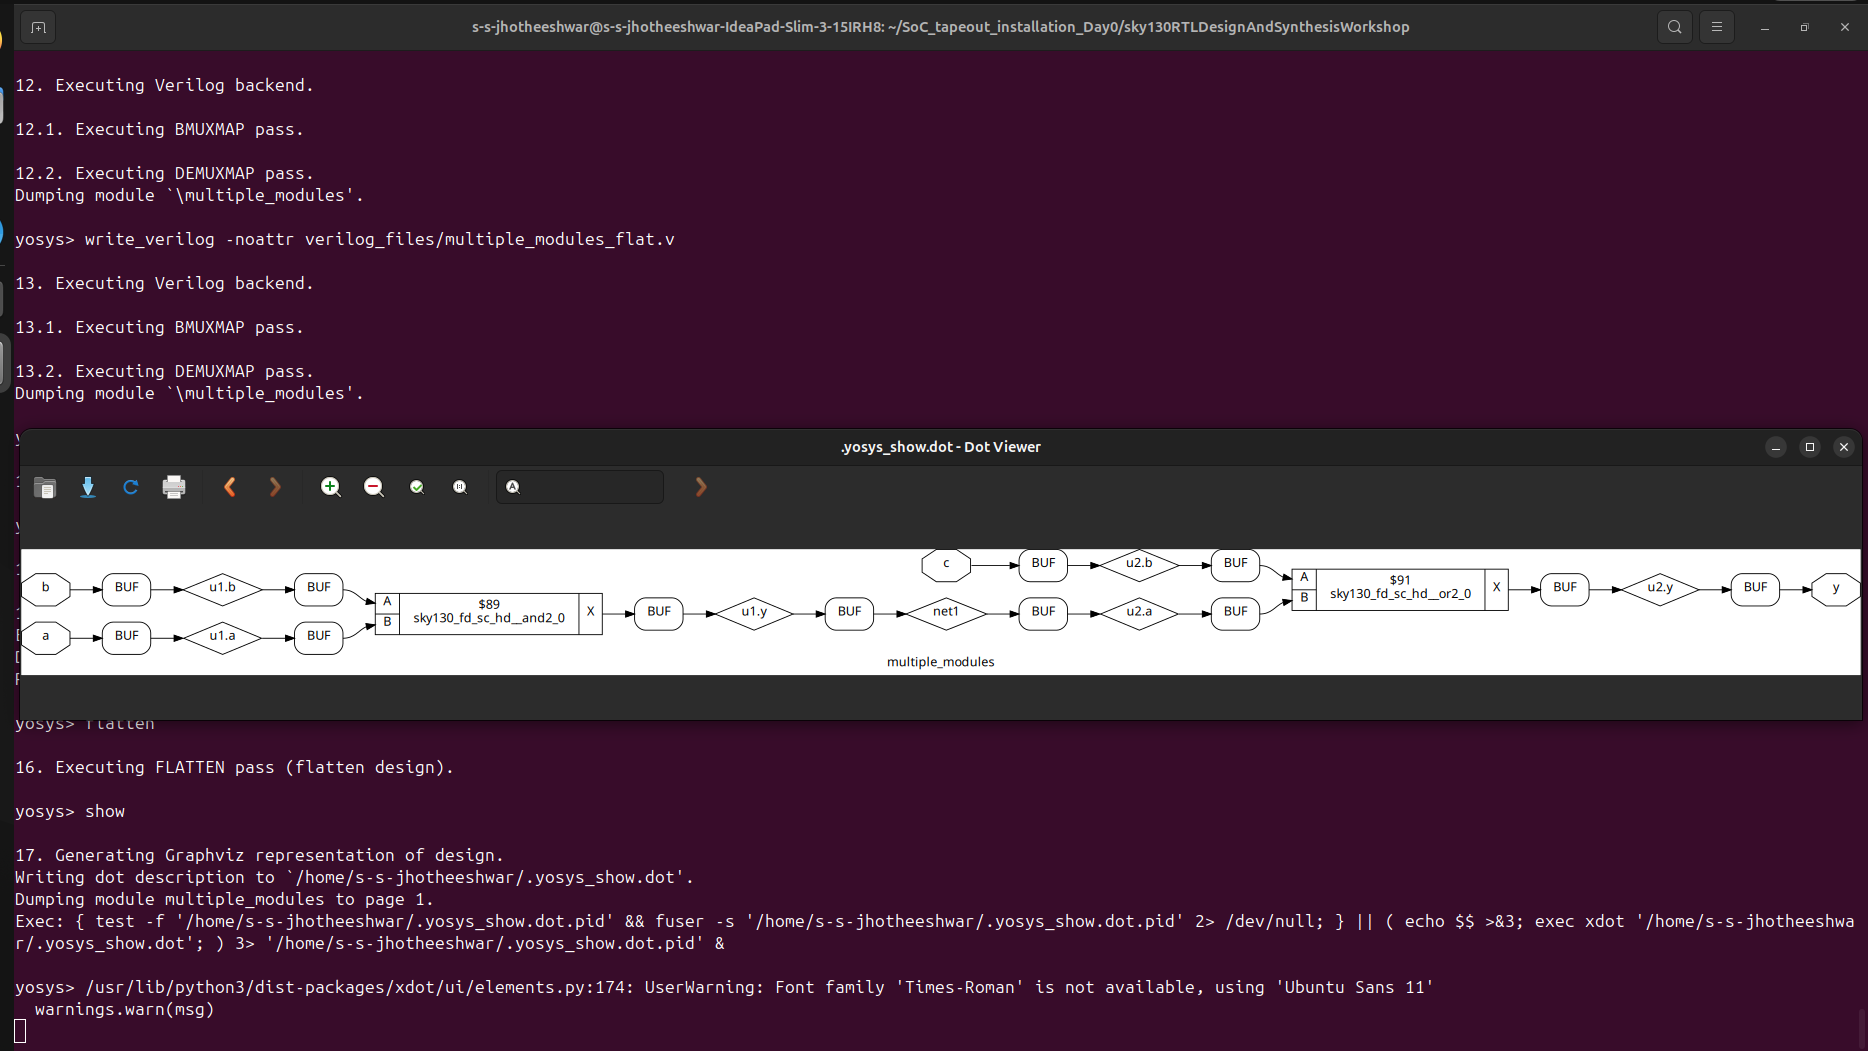 s-s-jhotheeshwar@s-s-jhotheeshwar-IdeaPad-Slim-3-15IRH8: ~/SoC_tapeout_installation_Day0/sky130RTLDesignAndSynthesisWorkshop
12. Executing Verilog backend.
12.1. Executing BMUXMAP pass.
12.2. Executing DEMUXMAP pass.
Dumping module `\multiple_modules'.
yosys> write_verilog -noattr verilog_files/multiple_modules_flat.v
13. Executing Verilog backend.
13.1. Executing BMUXMAP pass.
13.2. Executing DEMUXMAP pass.
Dumping module `\multiple_modules'.
.yosys_show.dot - Dot Viewer
c BUF u2.b BUF
b BUF u1.b BUF
A $89 B sky130_fd_sc_hd__and2_0 X
BUF u1.y BUF net1 BUF u2.a BUF
A $91 B sky130_fd_sc_hd__or2_0 X
BUF u2.y BUF y
a BUF u1.a BUF
multiple_modules
yosys> flatten
16. Executing FLATTEN pass (flatten design).
yosys> show
17. Generating Graphviz representation of design.
Writing dot description to `/home/s-s-jhotheeshwar/.yosys_show.dot'.
Dumping module multiple_modules to page 1.
Exec: { test -f '/home/s-s-jhotheeshwar/.yosys_show.dot.pid' && fuser -s '/home/s-s-jhotheeshwar/.yosys_show.dot.pid' 2> /dev/null; } || ( echo $$ >&3; exec xdot '/home/s-s-jhotheeshwa
r/.yosys_show.dot'; ) 3> '/home/s-s-jhotheeshwar/.yosys_show.dot.pid' &
yosys> /usr/lib/python3/dist-packages/xdot/ui/elements.py:174: UserWarning: Font family 'Times-Roman' is not available, using 'Ubuntu Sans 11'
warnings.warn(msg)